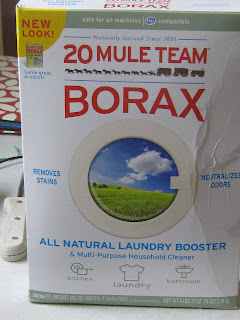 safe for all machines HE compatible
NEW
LOOK!
Same great
product!
Naturally Derived Since 1891
20 MULE TEAM
BORAX
REMOVES
STAINS
NEUTRALIZES
ODORS
ALL NATURAL LAUNDRY BOOSTER
& Multi-Purpose Household Cleaner
kitchen
laundry
bathroom